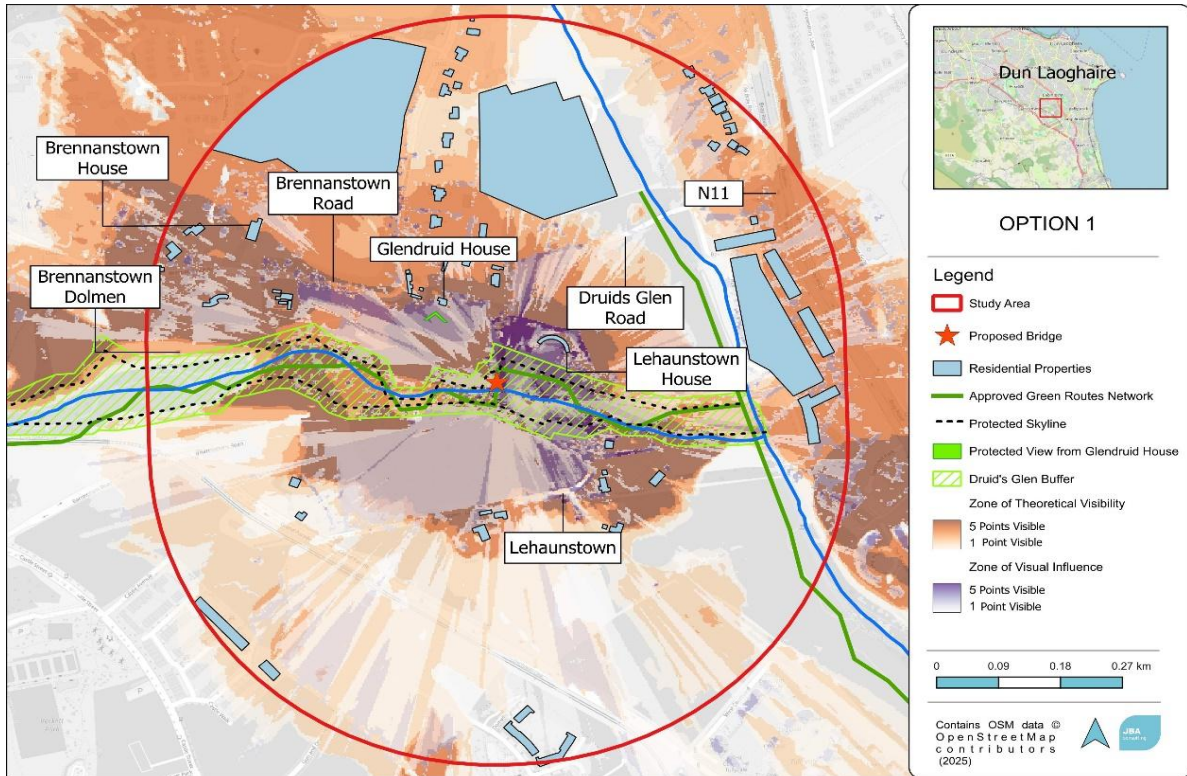 Brennanstown
House
Brennanstown
Road
N11
Glendruid House
Brennanstown
Dolmen
Druids Glen
Road
Lehaunstown
House
Lehaunstown
Dun Laoghaire
OPTION 1
Legend
Study Area
Proposed Bridge
Residential Properties
Approved Green Routes Network
Protected Skyline
Protected View from Glendruid House
Druid's Glen Buffer
Zone of Theoretical Visibility
5 Points Visible
1 Point Visible
Zone of Visual Influence
5 Points Visible
1 Point Visible
0 0.09 0.18 0.27 km
Contains OSM data ©
OpenStreetMap
contributors
(2025)
JBA
consulting